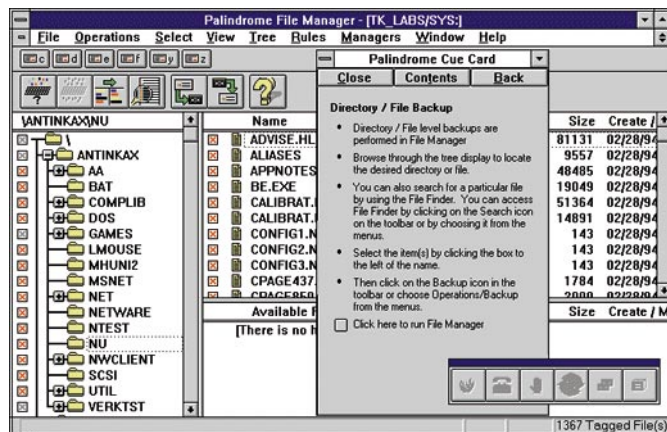 Palindrome File Manager - [TK_LABS/SYS:]
File Operations Select View Tree Rules Managers Window Help
c d e f y z
Palindrome Cue Card
Close Contents Back
\ANTINKAX\NU
\
ANTINKAX
AA
BAT
COMPLIB
DOS
GAMES
LMOUSE
MHUNI2
MSNET
NET
NETWARE
NTEST
NU
NWCLIENT
SCSI
UTIL
VERKTST
Name Size Create /
ADVISE.HL 81131 02/28/94
ALIASES 9557 02/28/94
APPNOTES 48485 02/28/94
BE.EXE 19049 02/28/94
CALIBRAT. 51364 02/28/94
CALIBRAT. 14891 02/28/94
CONFIG1.N 143 02/28/94
CONFIG2.N 143 02/28/94
CONFIG3.N 143 02/28/94
CPAGE437. 1784 02/28/94
CPAGE850 2000 02/28/94
Available Size Create / M
[There is no h
Directory / File Backup
• Directory / File level backups are
performed in File Manager
• Browse through the tree display to locate
the desired directory or file.
• You can also search for a particular file
by using the File Finder. You can access
File Finder by clicking on the Search icon
on the toolbar or by choosing it from the
menus.
• Select the item(s) by clicking the box to
the left of the name.
• Then click on the Backup icon in the
toolbar or choose Operations/Backup
from the menus.
Click here to run File Manager
1367 Tagged File(s)